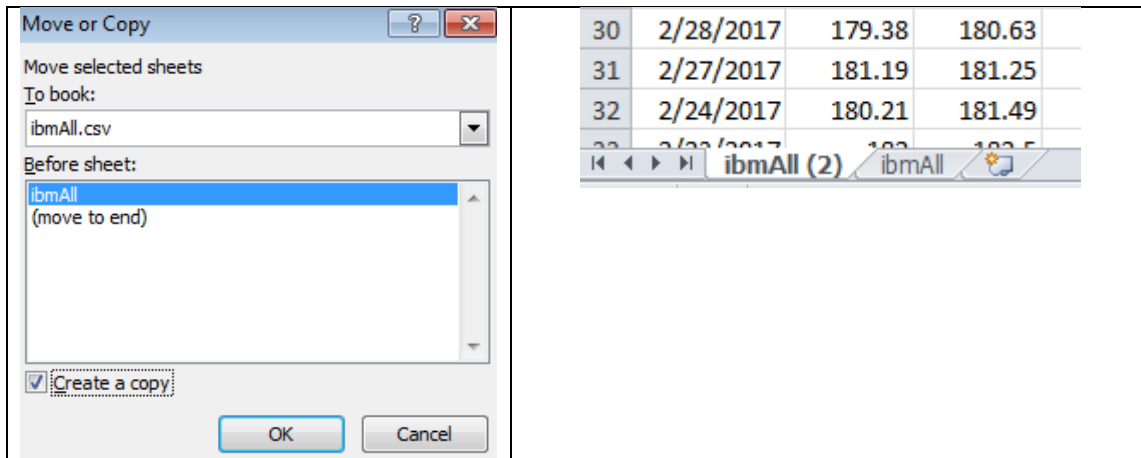 Move or Copy
Move selected sheets
To book:
ibmAll.csv
Before sheet:
ibmAll
(move to end)
Create a copy
OK Cancel
30 2/28/2017 179.38 180.63
31 2/27/2017 181.19 181.25
32 2/24/2017 180.21 181.49
ibmAll (2) ibmAll